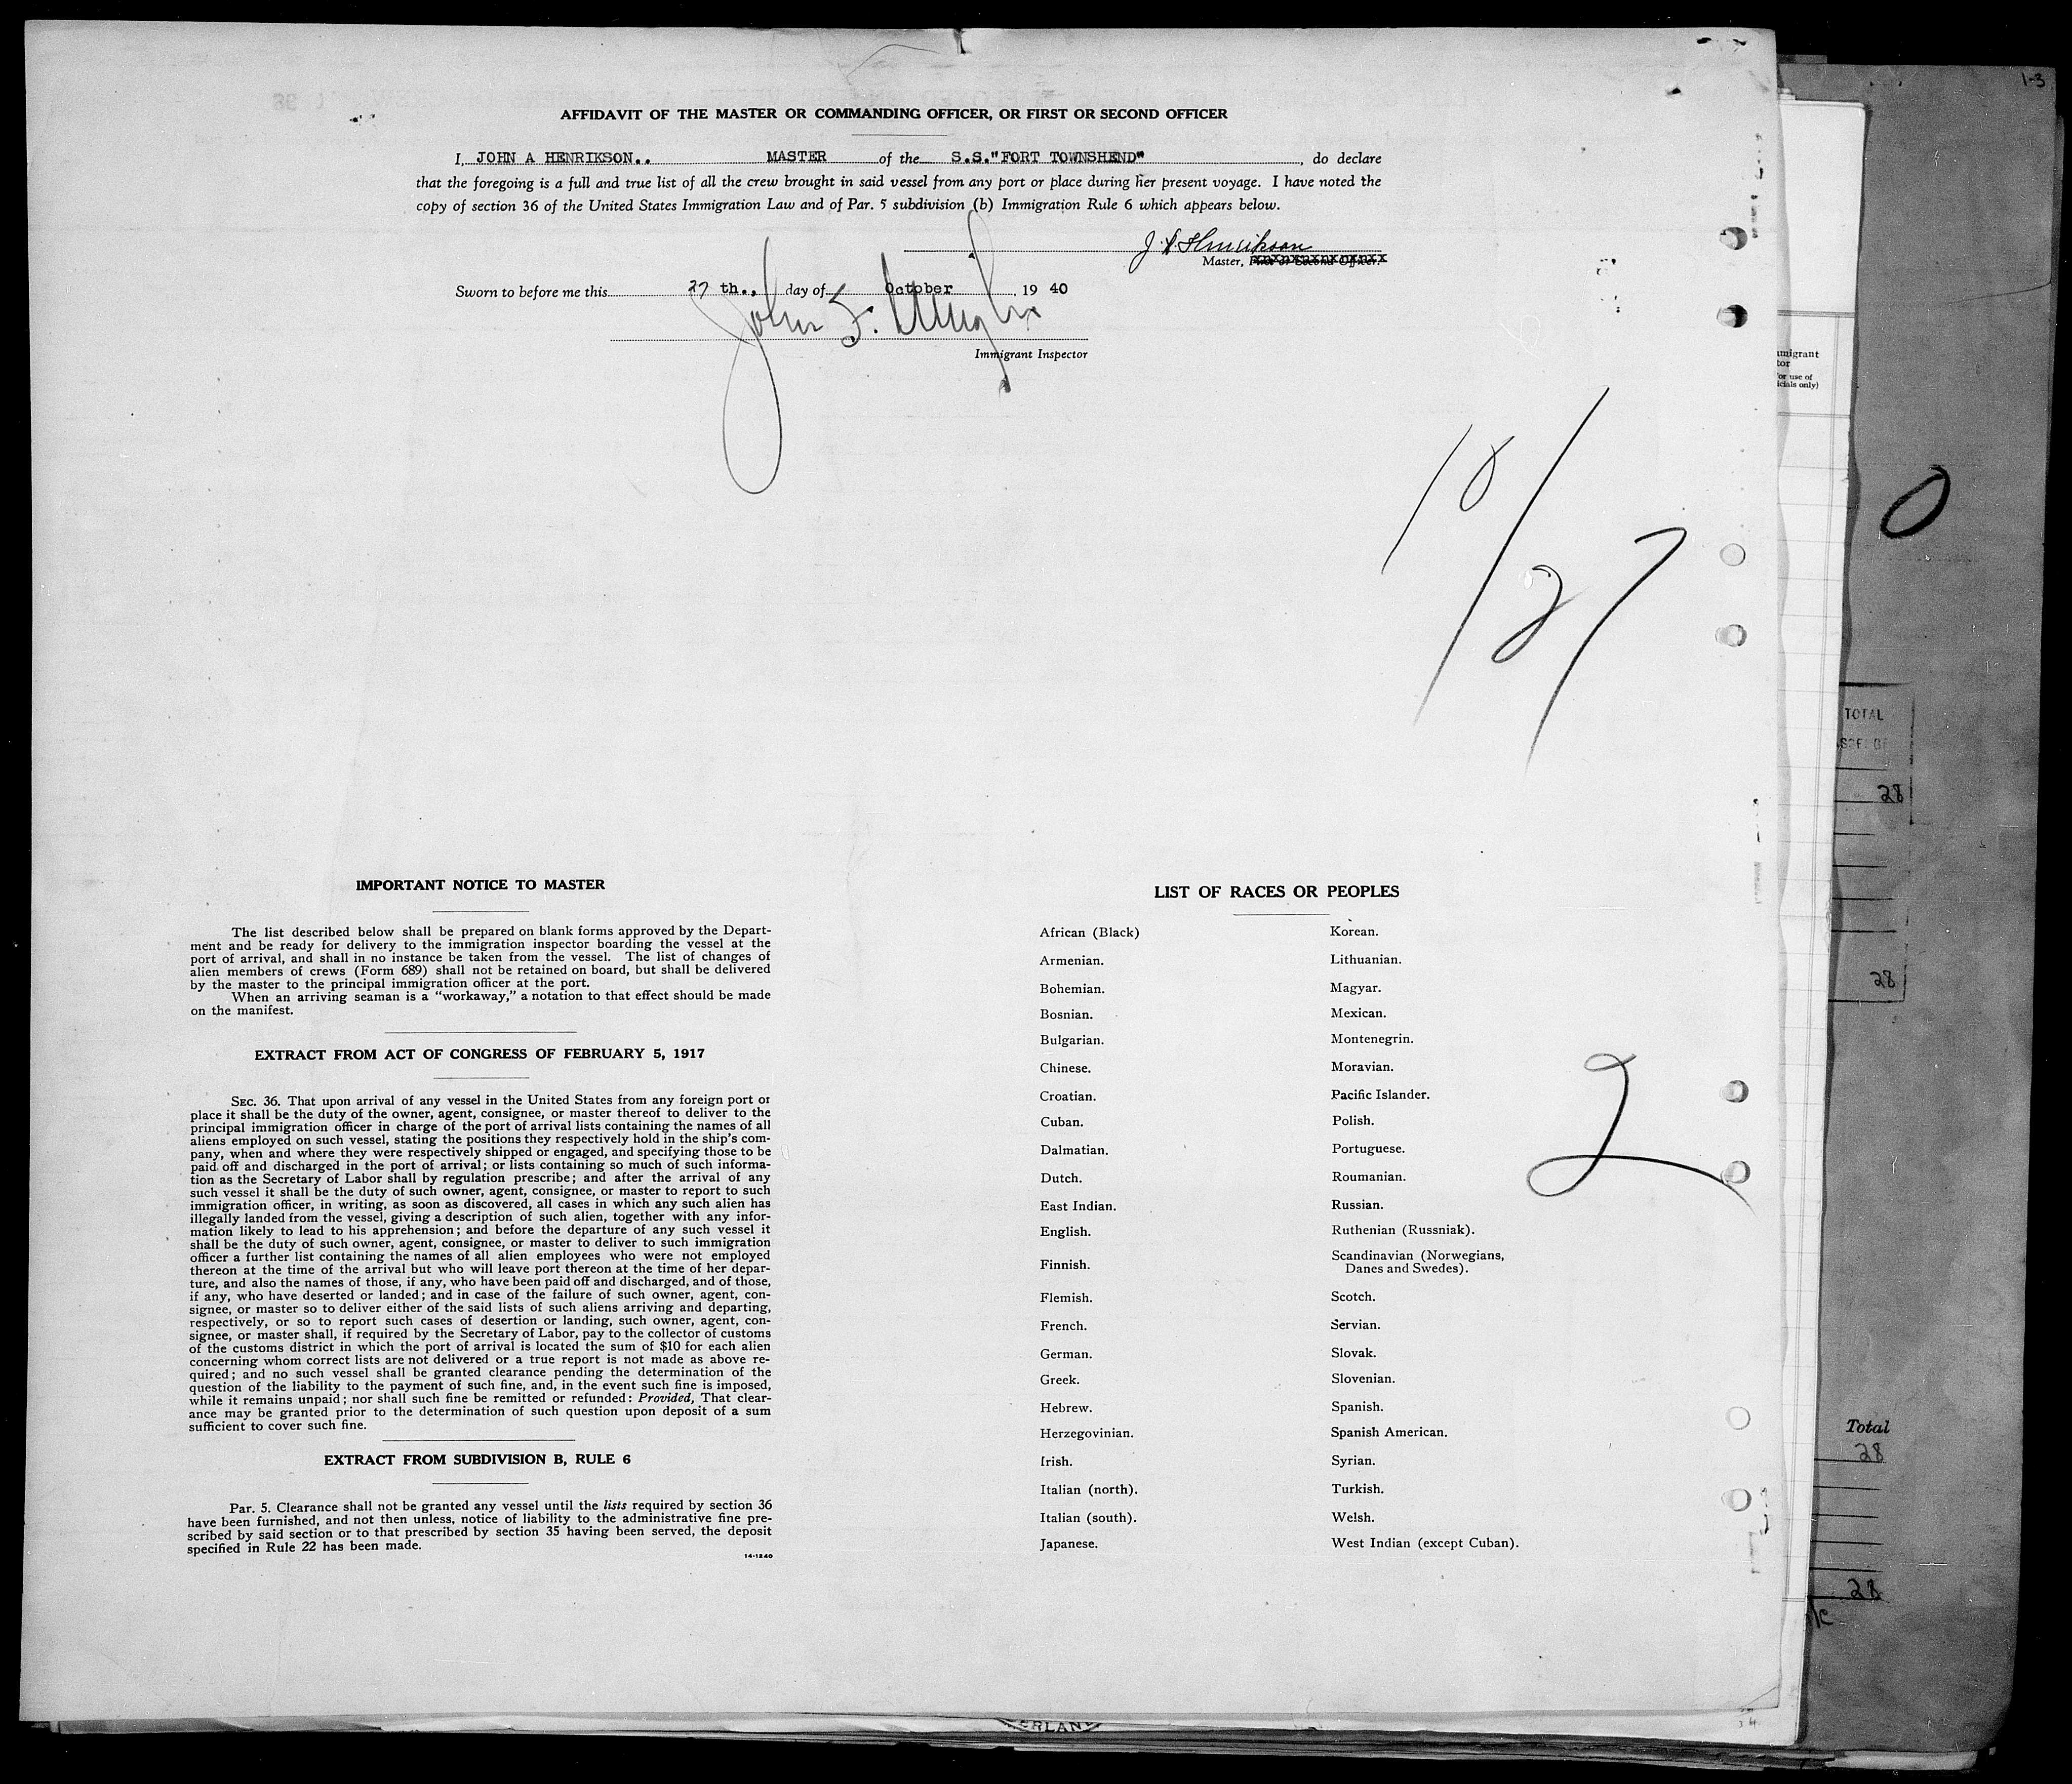 AFFIDAVIT OF THE MASTER OR COMMANDING OFFICER, OR FIRST OR SECOND OFFICER
I, JOHN A HENRIKSON.. MASTER of the S.S."FORT TOWNSHEND", do declare
that the foregoing is a full and true list of all the crew brought in said vessel from any port or place during her present voyage. I have noted the
copy of section 36 of the United States Immigration Law and of Par. 5 subdivision (b) Immigration Rule 6 which appears below.
J A Henrikson
Master, First or Second Officer.
Sworn to before me this 27 th., day of October, 19 40
John F.
Immigrant Inspector
10/27
IMPORTANT NOTICE TO MASTER
The list described below shall be prepared on blank forms approved by the Depart-
ment and be ready for delivery to the immigration inspector boarding the vessel at the
port of arrival, and shall in no instance be taken from the vessel. The list of changes of
alien members of crews (Form 689) shall not be retained on board, but shall be delivered
by the master to the principal immigration officer at the port.
When an arriving seaman is a "workaway," a notation to that effect should be made
on the manifest.
EXTRACT FROM ACT OF CONGRESS OF FEBRUARY 5, 1917
SEC. 36. That upon arrival of any vessel in the United States from any foreign port or
place it shall be the duty of the owner, agent, consignee, or master thereof to deliver to the
principal immigration officer in charge of the port of arrival lists containing the names of all
aliens employed on such vessel, stating the positions they respectively hold in the ship's com-
pany, when and where they were respectively shipped or engaged, and specifying those to be
paid off and discharged in the port of arrival; or lists containing so much of such informa-
tion as the Secretary of Labor shall by regulation prescribe; and after the arrival of any
such vessel it shall be the duty of such owner, agent, consignee, or master to report to such
immigration officer, in writing, as soon as discovered, all cases in which any such alien has
illegally landed from the vessel, giving a description of such alien, together with any infor-
mation likely to lead to his apprehension; and before the departure of any such vessel it
shall be the duty of such owner, agent, consignee, or master to deliver to such immigration
officer a further list containing the names of all alien employees who were not employed
thereon at the time of the arrival but who will leave port thereon at the time of her depar-
ture, and also the names of those, if any, who have been paid off and discharged, and of those,
if any, who have deserted or landed; and in case of the failure of such owner, agent, con-
signee, or master so to deliver either of the said lists of such aliens arriving and departing,
respectively, or so to report such cases of desertion or landing, such owner, agent, con-
signee, or master shall, if required by the Secretary of Labor, pay to the collector of customs
of the customs district in which the port of arrival is located the sum of $10 for each alien
concerning whom correct lists are not delivered or a true report is not made as above re-
quired; and no such vessel shall be granted clearance pending the determination of the
question of the liability to the payment of such fine, and, in the event such fine is imposed,
while it remains unpaid; nor shall such fine be remitted or refunded: Provided, That clear-
ance may be granted prior to the determination of such question upon deposit of a sum
sufficient to cover such fine.
EXTRACT FROM SUBDIVISION B, RULE 6
Par. 5. Clearance shall not be granted any vessel until the lists required by section 36
have been furnished, and not then unless, notice of liability to the administrative fine pre-
scribed by said section or to that prescribed by section 35 having been served, the deposit
specified in Rule 22 has been made.
14-1240
LIST OF RACES OR PEOPLES
African (Black)
Armenian.
Bohemian.
Bosnian.
Bulgarian.
Chinese.
Croatian.
Cuban.
Dalmatian.
Dutch.
East Indian.
English.
Finnish.
Flemish.
French.
German.
Greek.
Hebrew.
Herzegovinian.
Irish.
Italian (north).
Italian (south).
Japanese.
Korean.
Lithuanian.
Magyar.
Mexican.
Montenegrin.
Moravian.
Pacific Islander.
Polish.
Portuguese.
Roumanian.
Russian.
Ruthenian (Russniak).
Scandinavian (Norwegians,
Danes and Swedes).
Scotch.
Servian.
Slovak.
Slovenian.
Spanish.
Spanish American.
Syrian.
Turkish.
Welsh.
West Indian (except Cuban).
2
1-3
0
TOTAL
28
28
Total
28
28